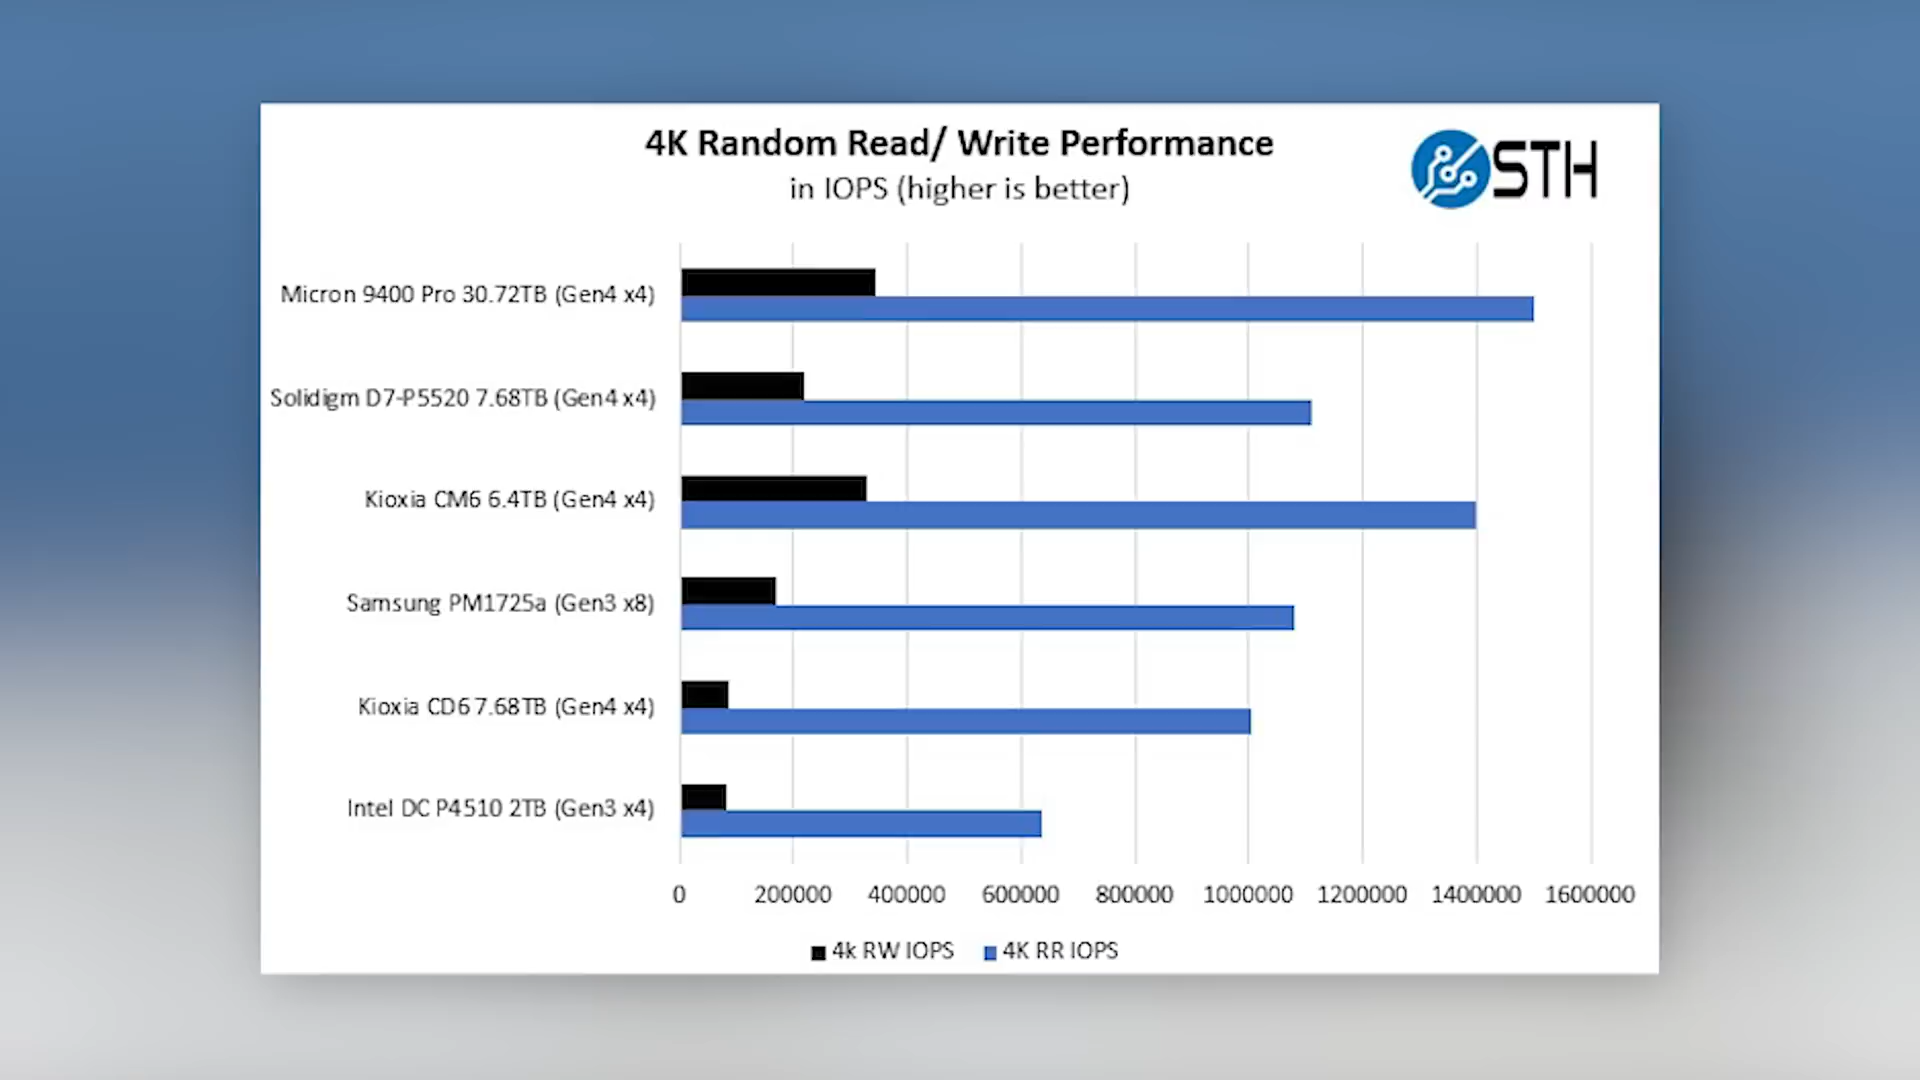 4K Random Read/ Write Performance
in IOPS (higher is better)
STH
Micron 9400 Pro 30.72TB (Gen4 x4)
Solidigm D7-P5520 7.68TB (Gen4 x4)
Kioxia CM6 6.4TB (Gen4 x4)
Samsung PM1725a (Gen3 x8)
Kioxia CD6 7.68TB (Gen4 x4)
Intel DC P4510 2TB (Gen3 x4)
0 200000 400000 600000 800000 1000000 1200000 1400000 1600000
4k RW IOPS 4K RR IOPS